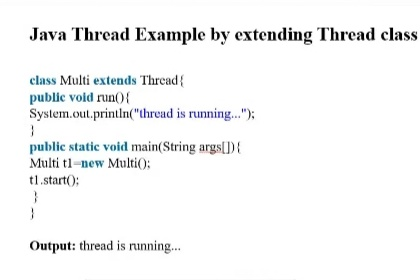 Java Thread Example by extending Thread class
class Multi extends Thread{
public void run(){
System.out.println("thread is running...");
}
public static void main(String args[]){
Multi t1=new Multi();
t1.start();
}
}
Output: thread is running...